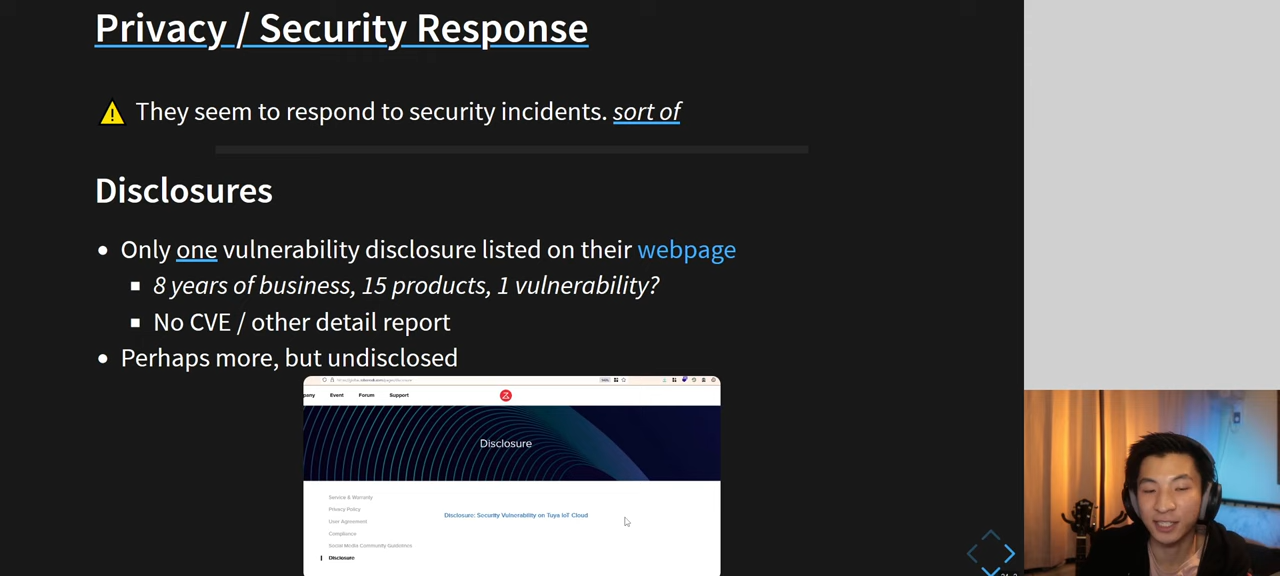 Privacy / Security Response
They seem to respond to security incidents. sort of
Disclosures
Only one vulnerability disclosure listed on their webpage
8 years of business, 15 products, 1 vulnerability?
No CVE / other detail report
Perhaps more, but undisclosed
pany Event Forum Support
Disclosure
Service & Warranty
Privacy Policy
User Agreement
Compliance
Social Media Community Guidelines
Disclosure
Disclosure: Security Vulnerability on Tuya IoT Cloud